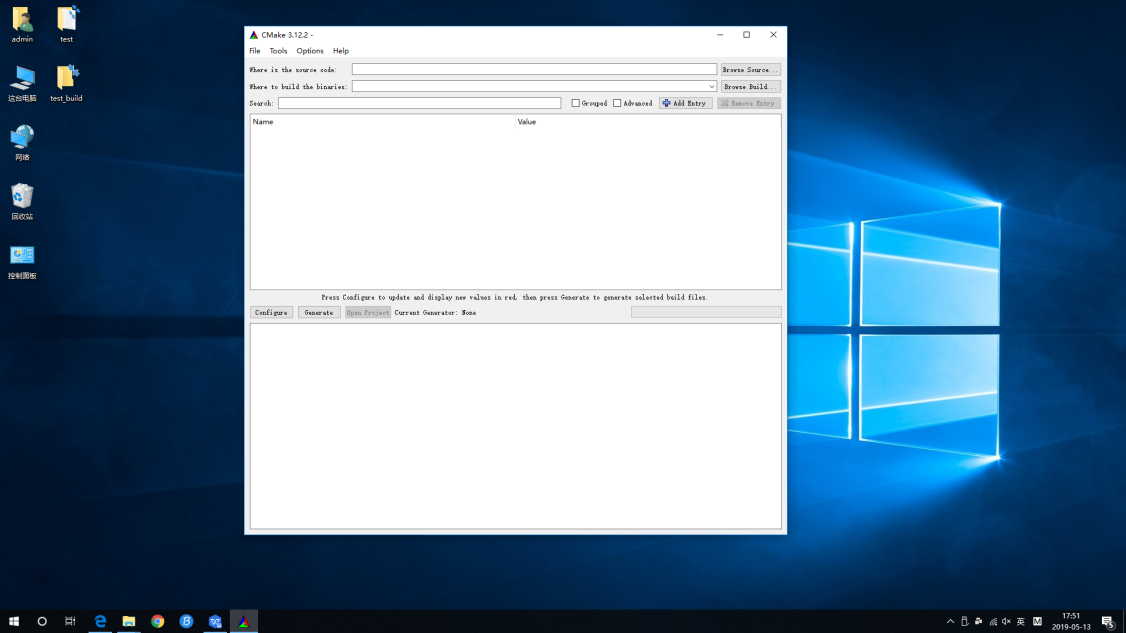 admin
test
这台电脑
test_build
网络
回收站
控制面板
CMake 3.12.2 -
File Tools Options Help
Where is the source code:
Browse Source...
Where to build the binaries:
Browse Build...
Search:
Grouped
Advanced
Add Entry
Remove Entry
Name
Value
Press Configure to update and display new values in red, then press Generate to generate selected build files.
Configure
Generate
Open Project
Current Generator: None
英
M
17:51
2019-05-13